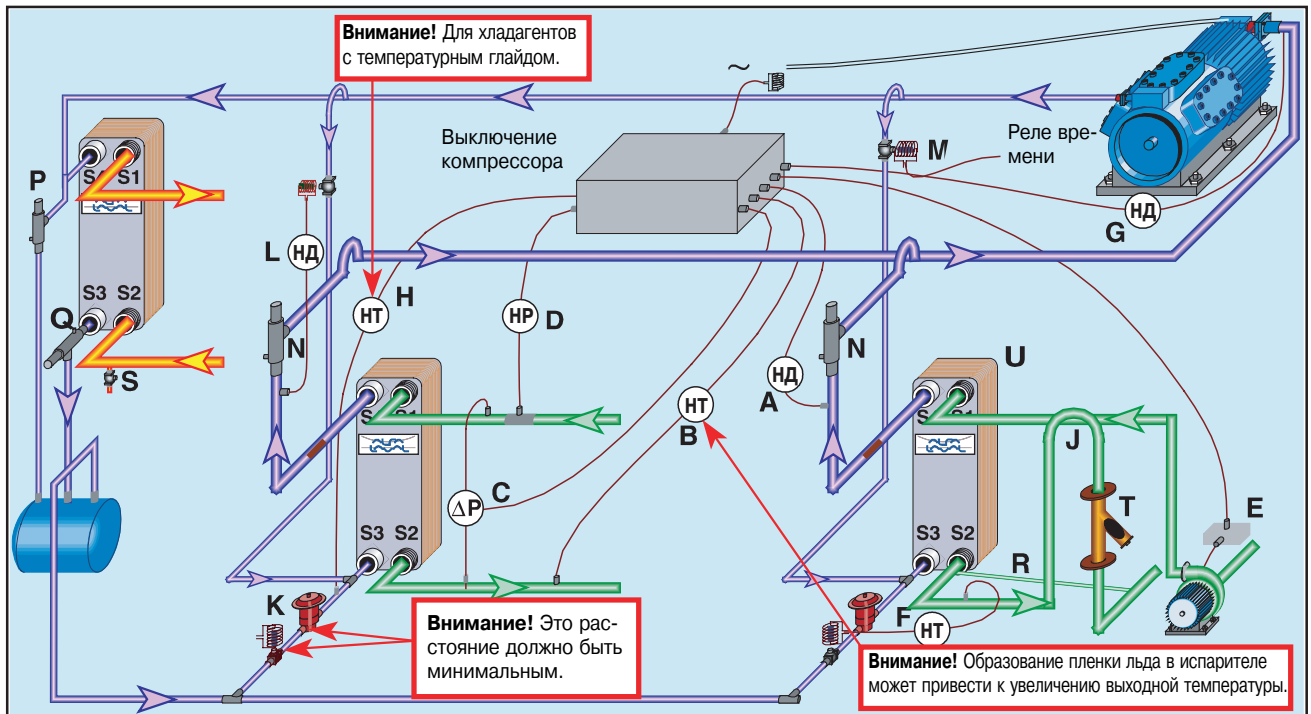 Внимание! Для хладагентов
с температурным глайдом.
~
Выключение
компрессора
Реле вре-
мени
P
S4 S1
S3 S2
Q
S
L
НД
НТ
H
НР
D
M
НД
G
N
N
НД
A
НТ
B
U
S S1
S S1
ΔP
C
J
T
E
S3 S2
S3 S2
R
K
F
НТ
Внимание! Это рас-
стояние должно быть
минимальным.
Внимание! Образование пленки льда в испарителе
может привести к увеличению выходной температуры.